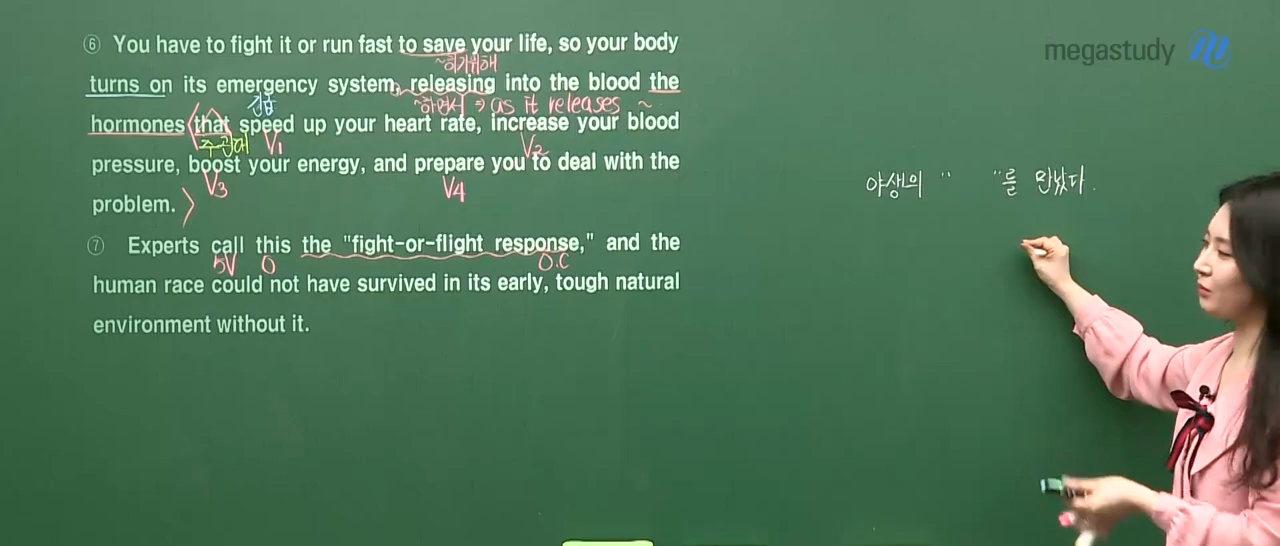 megastudy
⑥ You have to fight it or run fast to save your life, so your body
~하기위해
turns on its emergency system, releasing into the blood the
~하면서 ⇒ as it releases ~
hormones that speed up your heart rate, increase your blood
주관대 V₁ V₂
pressure, boost your energy, and prepare you to deal with the
V₃ V₄
problem.
⑦ Experts call this the "fight-or-flight response," and the
5V O O.C
human race could not have survived in its early, tough natural
environment without it.
야생의 " "를 만났다.